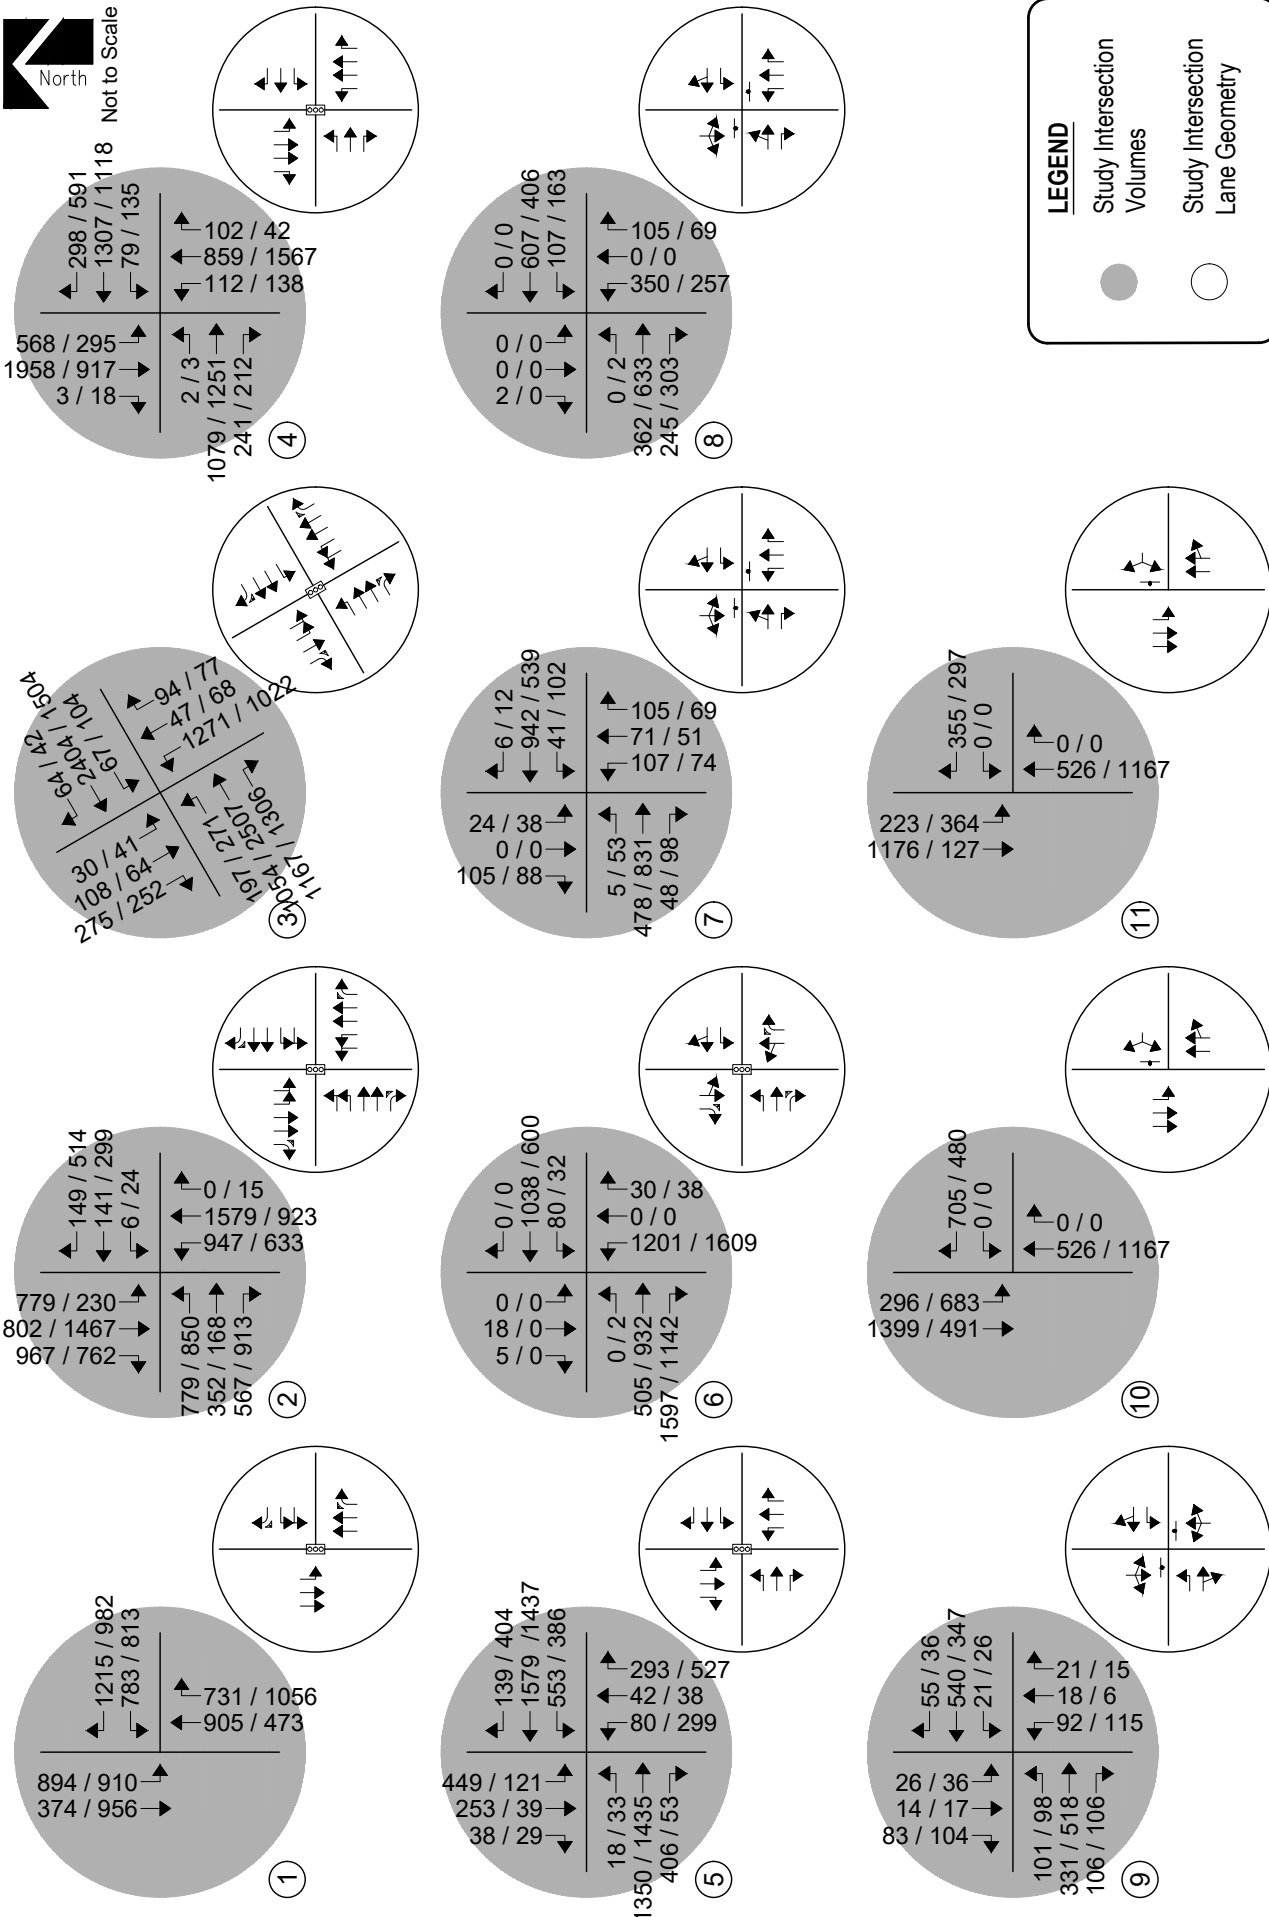 North
Not to Scale
298 / 591
1307 / 1118
79 / 135
102 / 42
859 / 1567
112 / 138
568 / 295
1958 / 917
3 / 18
2 / 3
1079 / 1251
241 / 212
4
0 / 0
607 / 406
107 / 163
105 / 69
0 / 0
350 / 257
0 / 0
0 / 0
2 / 0
0 / 2
362 / 633
245 / 303
8
LEGEND
Study Intersection
Volumes
Study Intersection
Lane Geometry
64 / 42
2404 / 1504
67 / 104
94 / 77
47 / 68
1271 / 1022
30 / 41
108 / 64
275 / 252
197 / 271
1054 / 2507
1167 / 1306
3
6 / 12
942 / 539
41 / 102
105 / 69
71 / 51
107 / 74
24 / 38
0 / 0
105 / 88
5 / 53
478 / 831
48 / 98
7
355 / 297
0 / 0
0 / 0
526 / 1167
223 / 364
1176 / 127
11
149 / 514
141 / 299
6 / 24
0 / 15
1579 / 923
947 / 633
779 / 230
802 / 1467
967 / 762
779 / 850
352 / 168
567 / 913
2
0 / 0
1038 / 600
80 / 32
30 / 38
0 / 0
1201 / 1609
0 / 0
18 / 0
5 / 0
0 / 2
505 / 932
1597 / 1142
6
705 / 480
0 / 0
0 / 0
526 / 1167
296 / 683
1399 / 491
10
1215 / 982
783 / 813
731 / 1056
905 / 473
894 / 910
374 / 956
1
139 / 404
1579 /1437
553 / 386
293 / 527
42 / 38
80 / 299
449 / 121
253 / 39
38 / 29
18 / 33
1350 / 1435
406 / 53
5
55 / 36
540 / 347
21 / 26
21 / 15
18 / 6
92 / 115
26 / 36
14 / 17
83 / 104
101 / 98
331 / 518
106 / 106
9